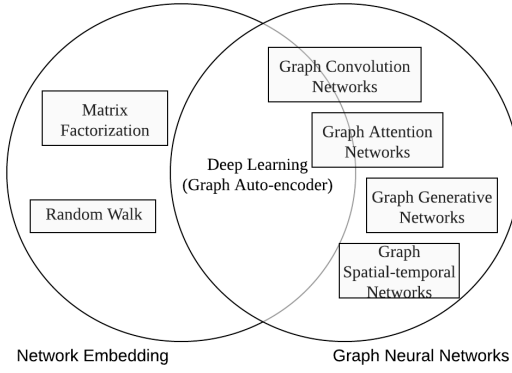 Graph Convolution
Networks
Matrix
Factorization
Graph Attention
Networks
Deep Learning
(Graph Auto-encoder)
Random Walk
Graph Generative
Networks
Graph
Spatial-temporal
Networks
Network Embedding
Graph Neural Networks